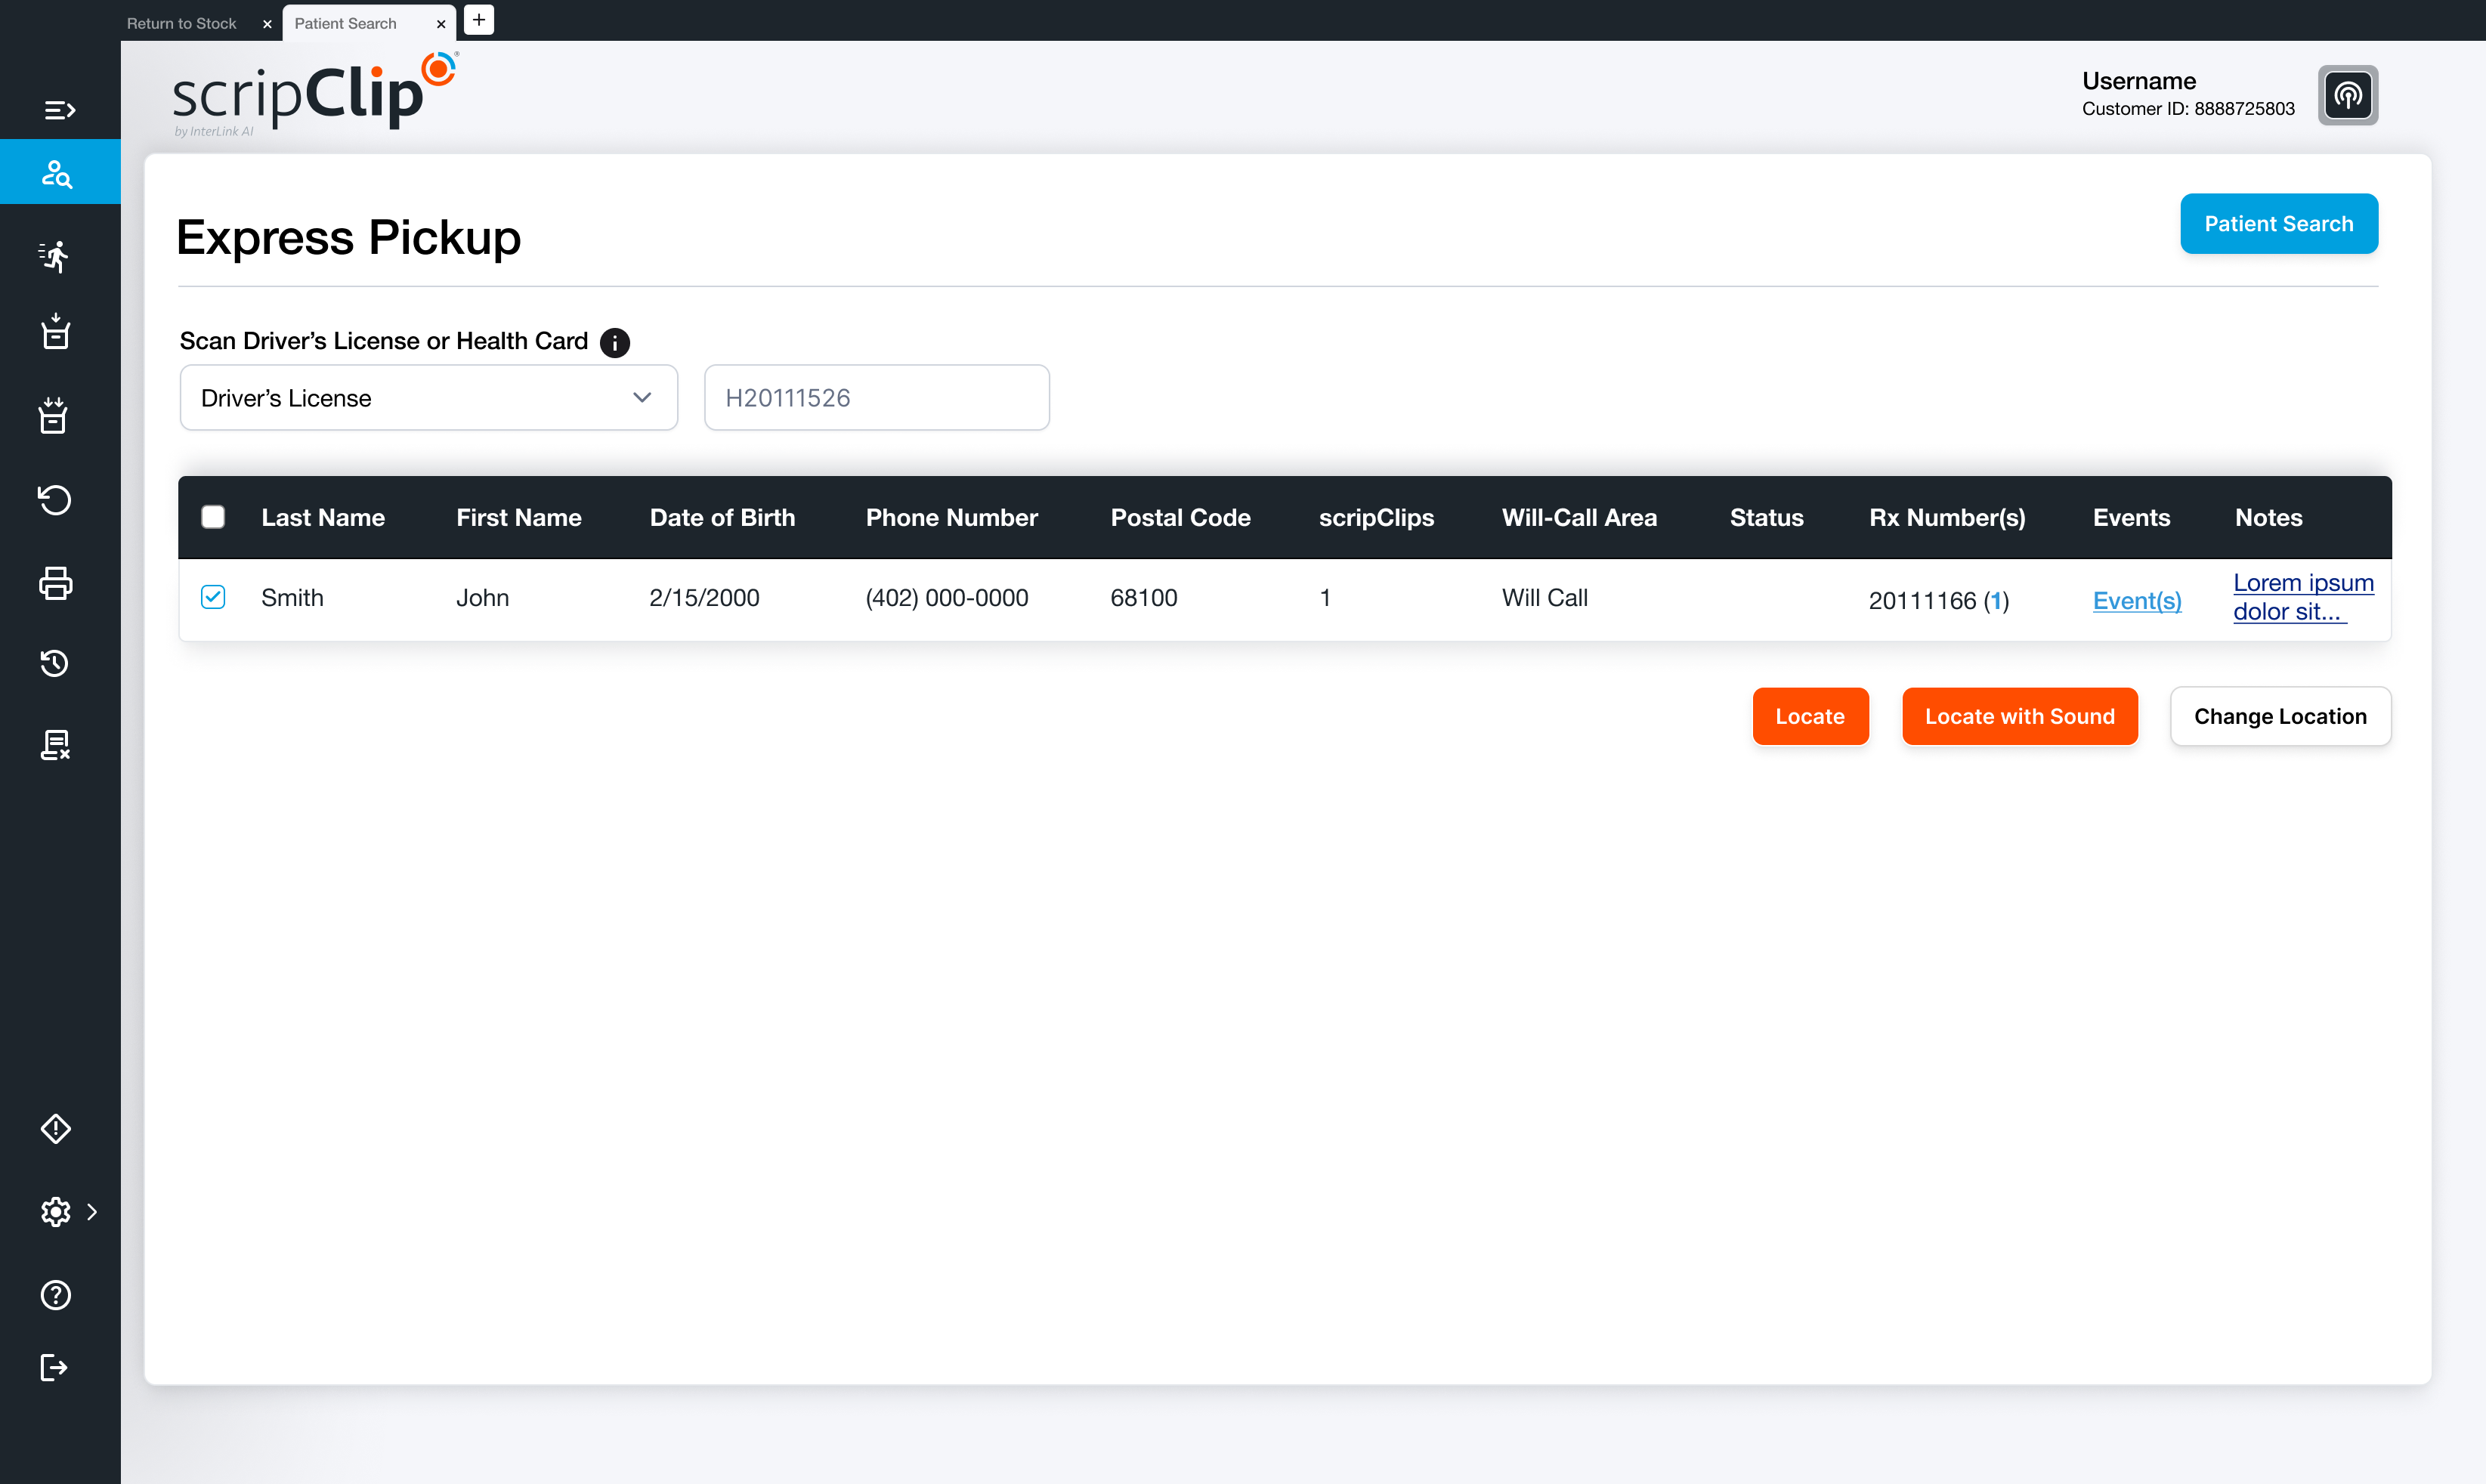 Return to Stock
Patient Search
scripClip®
by InterLink AI
Username
Customer ID: 8888725803
Express Pickup
Patient Search
Scan Driver’s License or Health Card
Driver’s License
H20111526
Last Name First Name Date of Birth Phone Number Postal Code scripClips Will-Call Area Status Rx Number(s) Events Notes
Smith John 2/15/2000 (402) 000-0000 68100 1 Will Call 20111166 (1) Event(s) Lorem ipsum
dolor sit...
Locate Locate with Sound Change Location